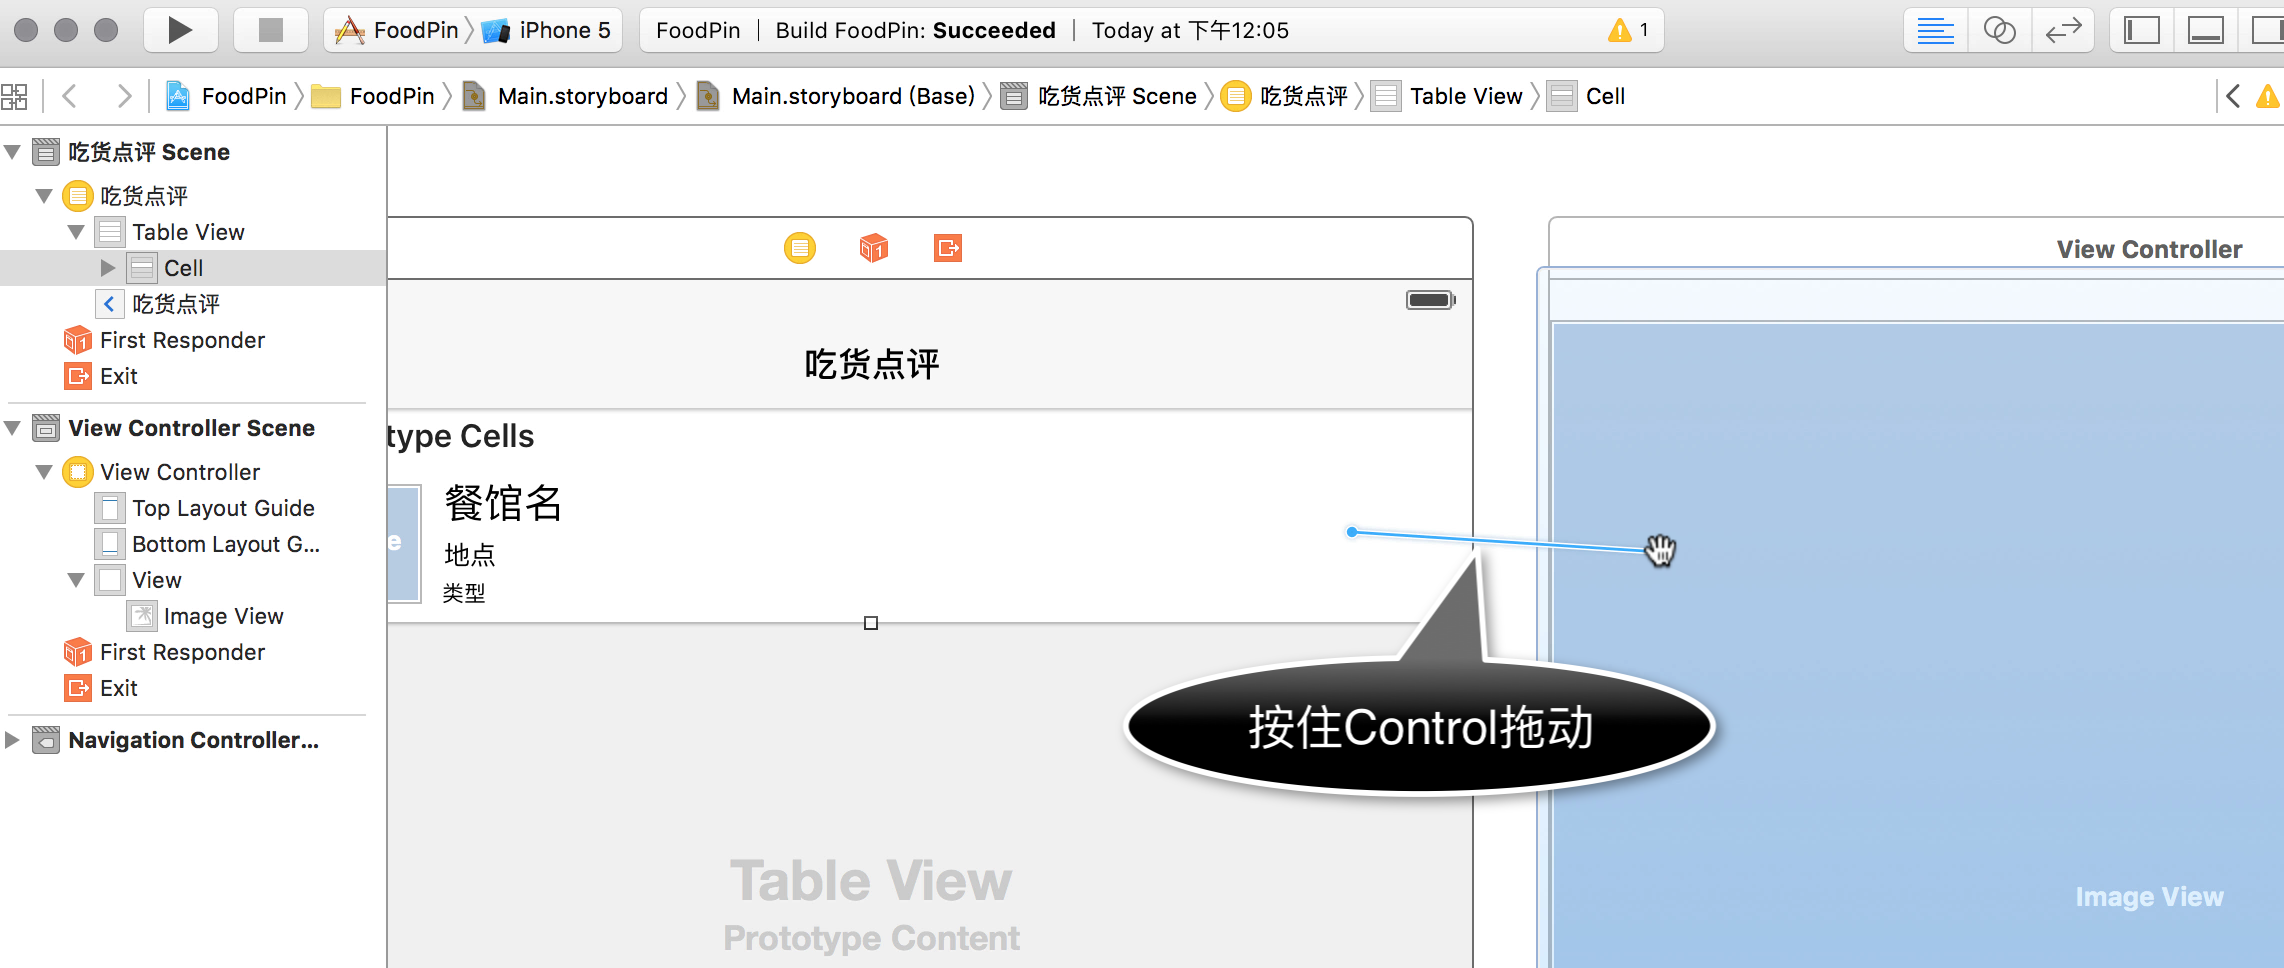 FoodPin 〉 iPhone 5
FoodPin | Build FoodPin: Succeeded | Today at 下午12:05
1
FoodPin 〉 FoodPin 〉 Main.storyboard 〉 Main.storyboard (Base) 〉 吃货点评 Scene 〉 吃货点评 〉 Table View 〉 Cell
吃货点评 Scene
吃货点评
Table View
Cell
吃货点评
First Responder
Exit
View Controller Scene
View Controller
Top Layout Guide
Bottom Layout G...
View
Image View
First Responder
Exit
Navigation Controller...
吃货点评
type Cells
e
餐馆名
地点
类型
Table View
Prototype Content
按住Control拖动
View Controller
Image View